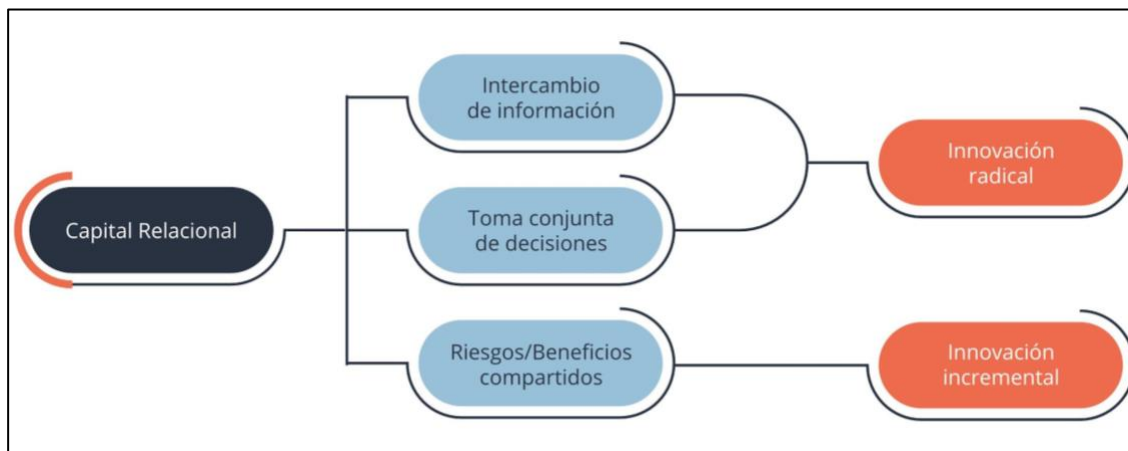 Capital Relacional
Intercambio
de información
Toma conjunta
de decisiones
Riesgos/Beneficios
compartidos
Innovación
radical
Innovación
incremental